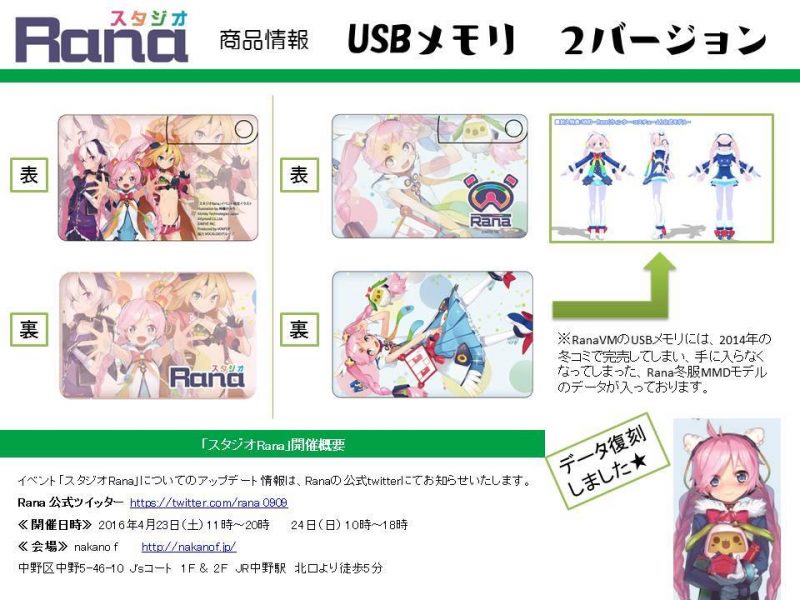 スタジオ
Rana
商品情報
USBメモリ 2バージョン
表
表
Rana
裏
裏
スタジオ
Rana
※RanaVMのUSBメモリには、2014年の
冬コミで完売してしまい、手に入らなく
なってしまった、Rana冬服MMDモデル
のデータが入っております。
データ復刻
しました★
「スタジオRana」開催概要
イベント「スタジオRana」についてのアップデート情報は、Ranaの公式twitterにてお知らせいたします。
Rana 公式ツイッター https://twitter.com/rana 0909
≪開催日時≫ 2016年4月23日(土)11時～20時 24日(日)10時～18時
≪会場≫ nakano f http://nakanof.jp/
中野区中野5-46-10 J'sコート 1F & 2F JR中野駅 北口より徒歩5分